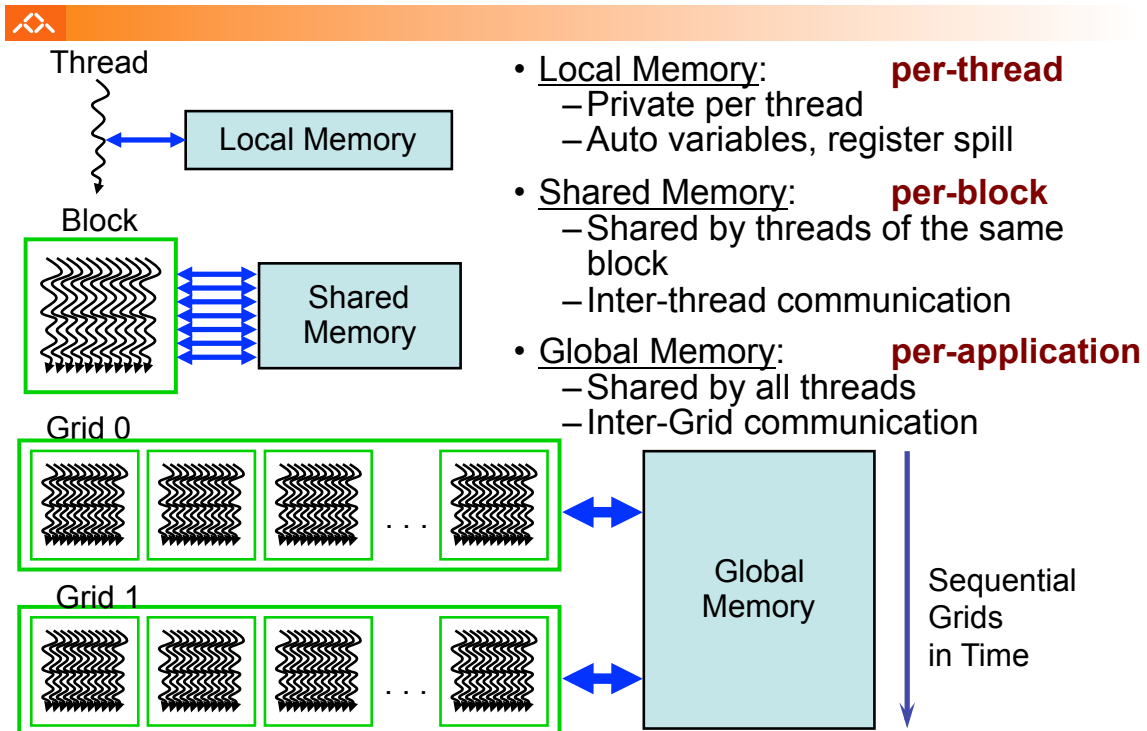 Thread
Local Memory
Block
Shared
Memory
• Local Memory: per-thread
–Private per thread
–Auto variables, register spill
• Shared Memory: per-block
–Shared by threads of the same
block
–Inter-thread communication
• Global Memory: per-application
–Shared by all threads
–Inter-Grid communication
Grid 0
. . .
Grid 1
. . .
Global
Memory
Sequential
Grids
in Time